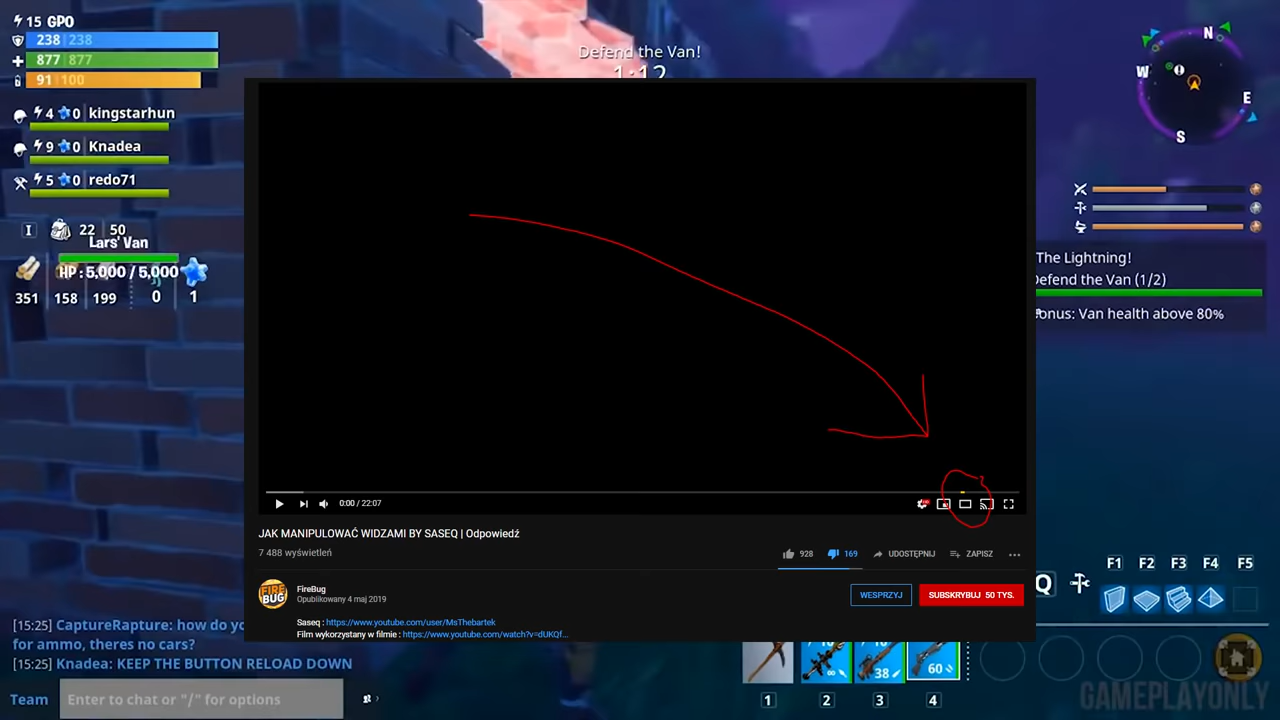 15 GPO
238 238
877 877
91 100
4 0 kingstarhun
9 0 Knadea
5 0 redo71
I 22 50
Lars' Van
HP: 5,000 / 5,000
351 158 199 0 1
Defend the Van!
1:12
N
W
E
S
The Lightning!
Defend the Van (1/2)
onus: Van health above 80%
0:00 / 22:07
JAK MANIPULOWAĆ WIDZAMI BY SASEQ | Odpowiedź
7 488 wyświetleń
928 169 UDOSTĘPNIJ ZAPISZ
FireBug
Opublikowany 4 maj 2019
WESPRZYJ SUBSKRYBUJ 50 TYS.
FIRE
BUG
Saseq : https://www.youtube.com/user/MsThebartek
Film wykorzystany w filmie : https://www.youtube.com/watch?v=dUKQf...
F1 F2 F3 F4 F5
Q
[15:25] CaptureRapture: how do yo
for ammo, theres no cars?
[15:25] Knadea: KEEP THE BUTTON RELOAD DOWN
Team Enter to chat or "/" for options
38 60
1 2 3 4
GAMEPLAYONLY